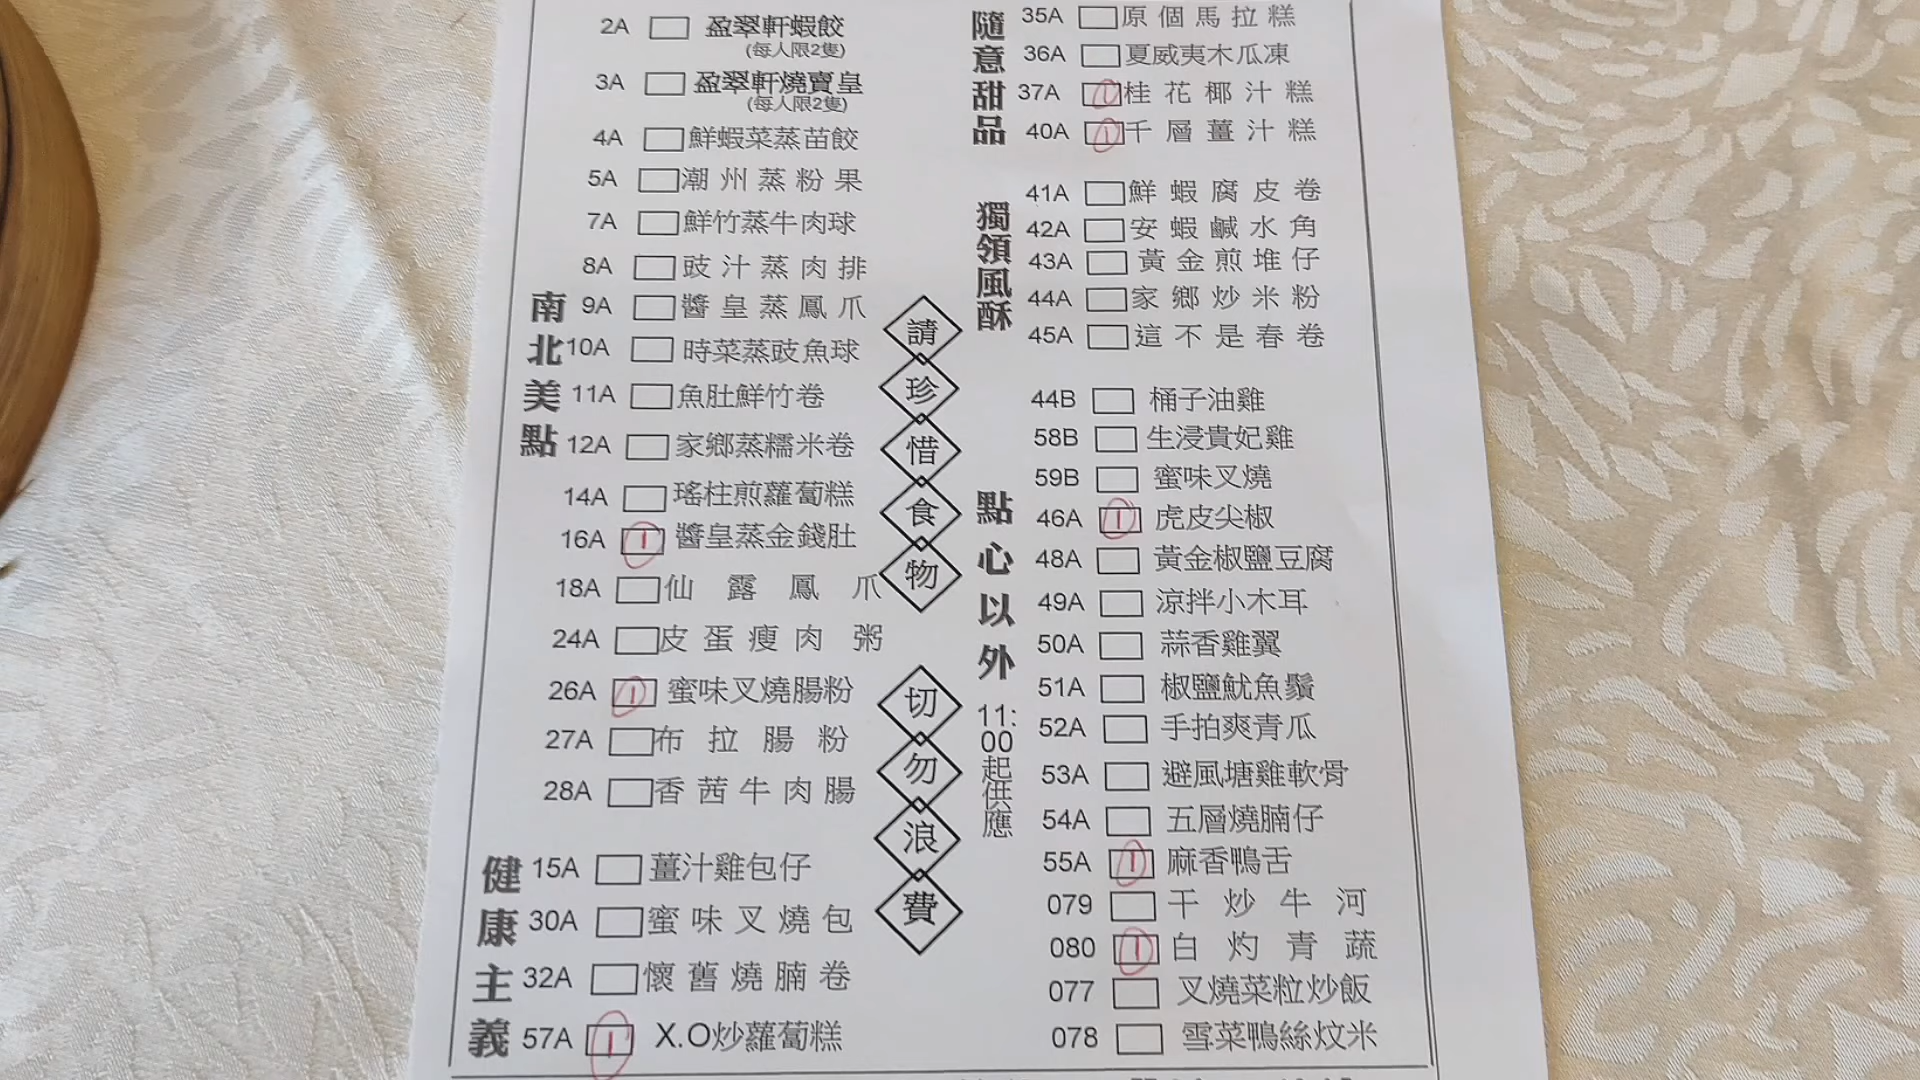 2A 盈翠軒蝦餃
(每人限2隻)
3A 盈翠軒燒賣皇
(每人限2隻)
4A 鮮蝦菜蒸苗餃
5A 潮州蒸粉果
7A 鮮竹蒸牛肉球
8A 豉汁蒸肉排
南北美點
9A 醬皇蒸鳳爪
10A 時菜蒸豉魚球
11A 魚肚鮮竹卷
12A 家鄉蒸糯米卷
14A 瑤柱煎蘿蔔糕
16A 1 醬皇蒸金錢肚
18A 仙露鳳爪
24A 皮蛋瘦肉粥
26A 1 蜜味叉燒腸粉
27A 布拉腸粉
28A 香茜牛肉腸
健康主義
15A 薑汁雞包仔
30A 蜜味叉燒包
32A 懷舊燒腩卷
57A 1 X.O炒蘿蔔糕
請珍惜食物
切勿浪費
隨意甜品
35A 原個馬拉糕
36A 夏威夷木瓜凍
37A 1 桂花椰汁糕
40A 1 千層薑汁糕
獨領風酥
41A 鮮蝦腐皮卷
42A 安蝦鹹水角
43A 黃金煎堆仔
44A 家鄉炒米粉
45A 這不是春卷
點心以外
11:00起供應
44B 桶子油雞
58B 生浸貴妃雞
59B 蜜味叉燒
46A 1 虎皮尖椒
48A 黃金椒鹽豆腐
49A 涼拌小木耳
50A 蒜香雞翼
51A 椒鹽魷魚鬚
52A 手拍爽青瓜
53A 避風塘雞軟骨
54A 五層燒腩仔
55A 1 麻香鴨舌
079 干炒牛河
080 1 白灼青蔬
077 叉燒菜粒炒飯
078 雪菜鴨絲炆米